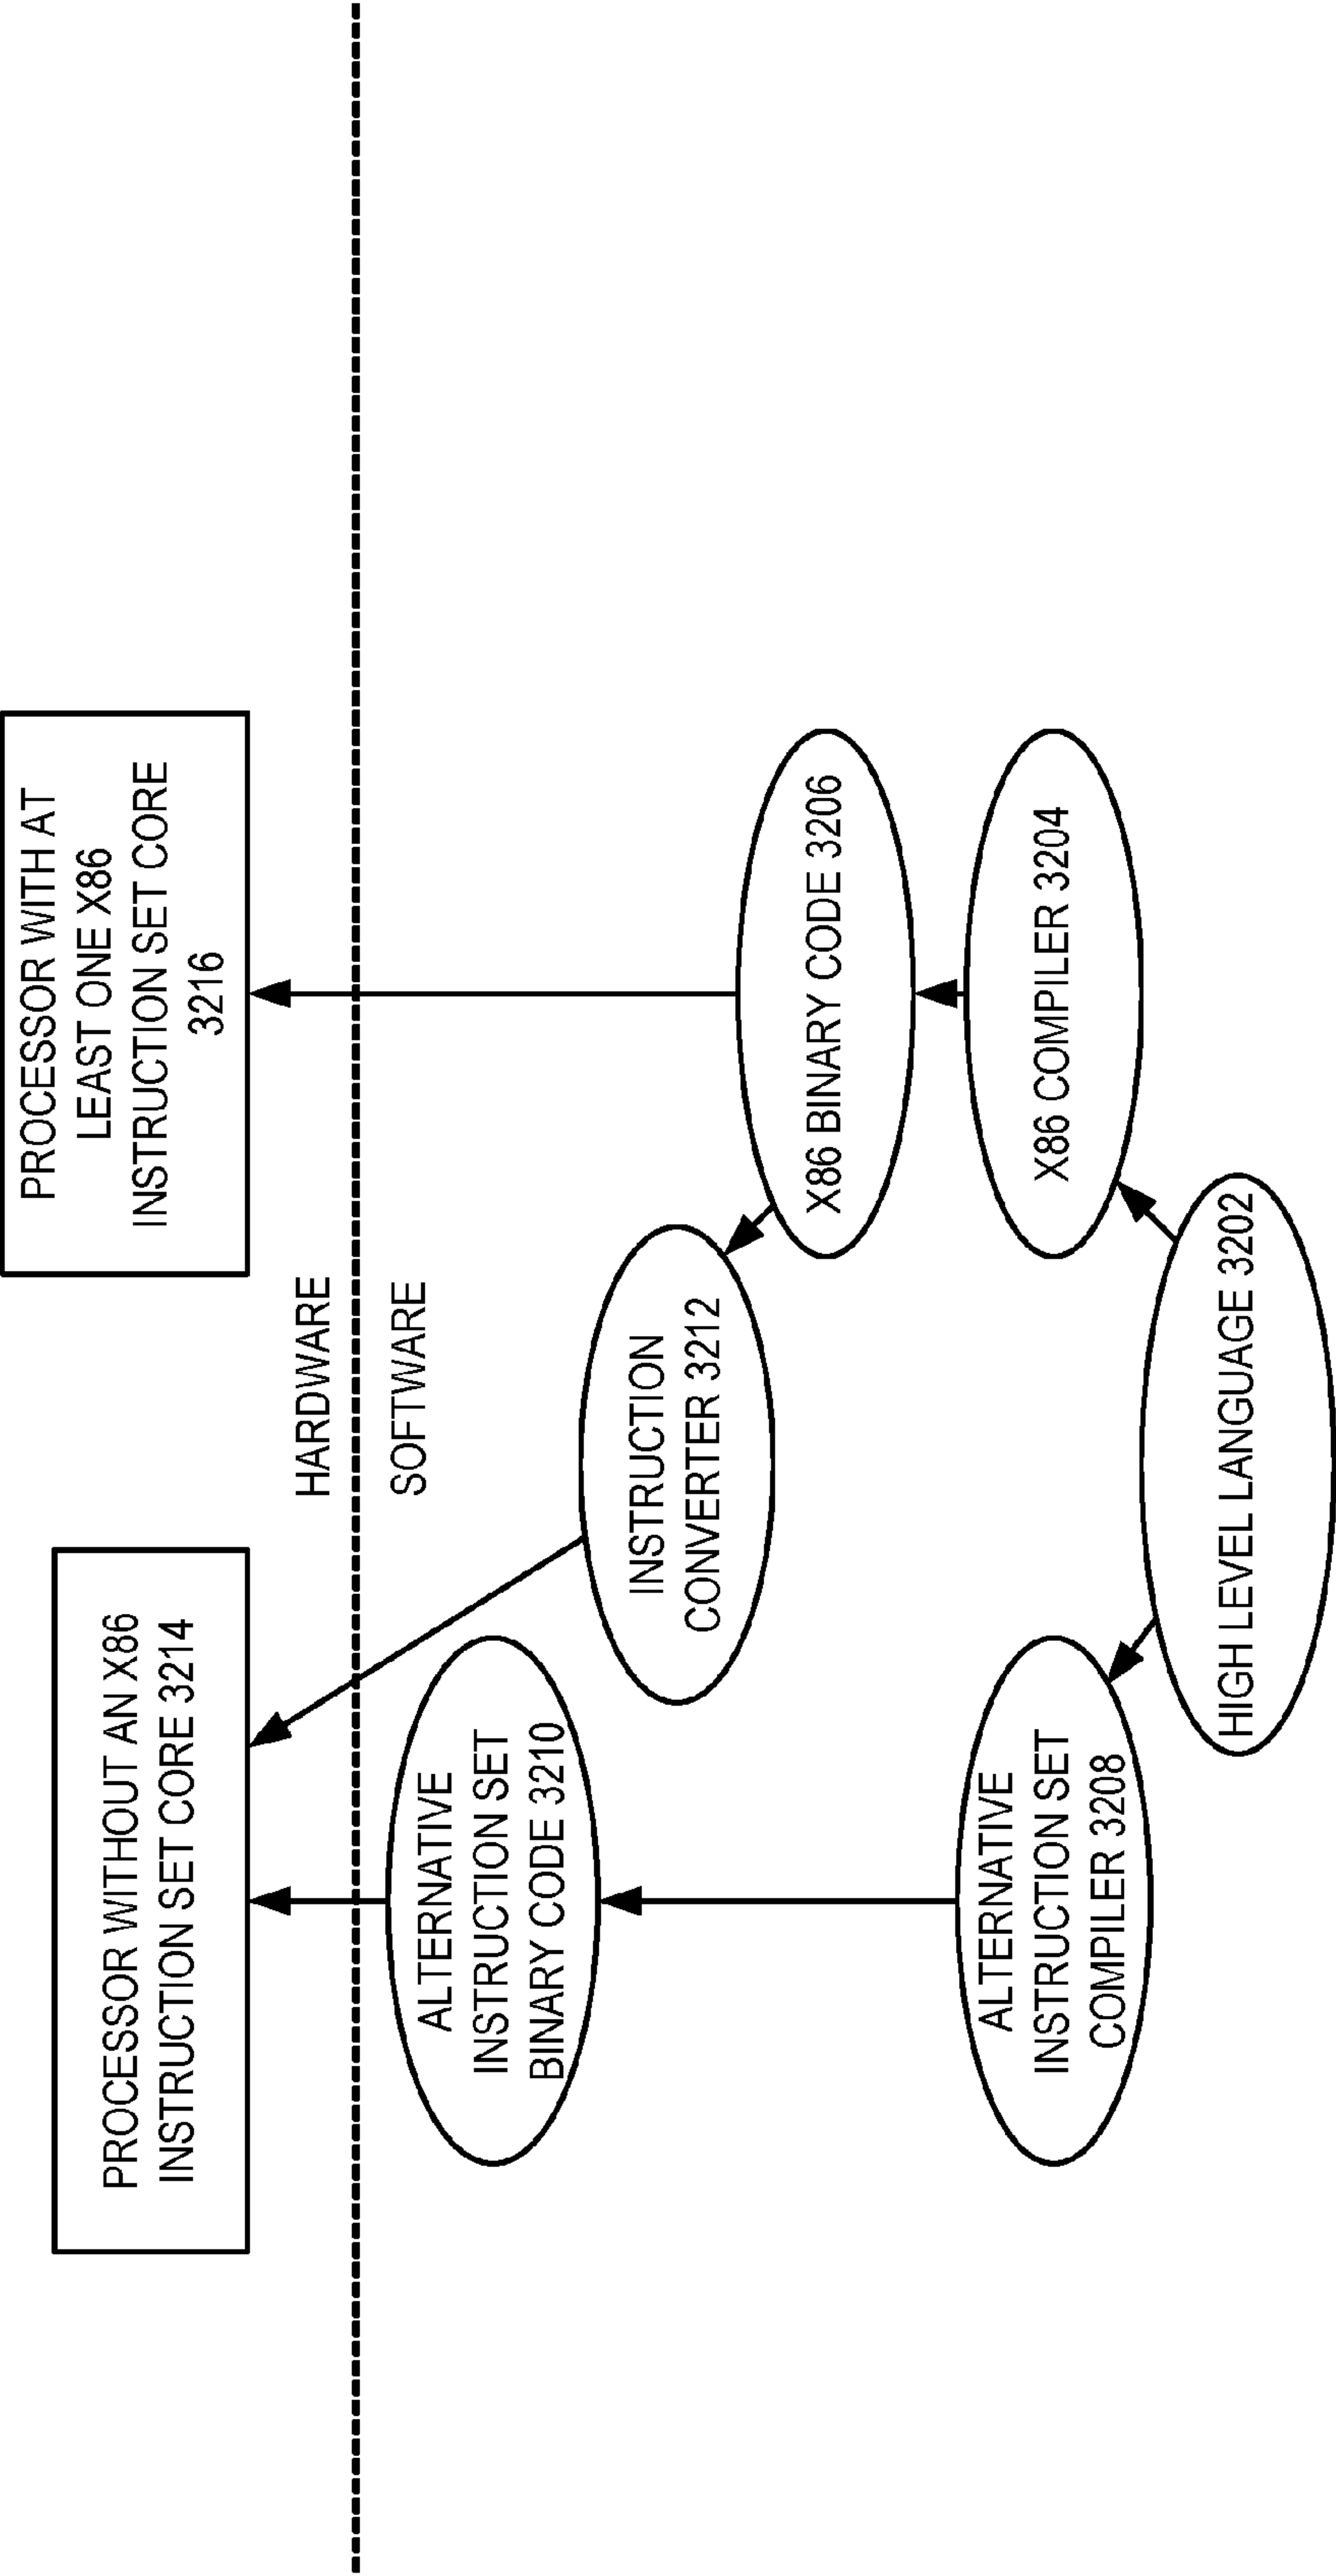 PROCESSOR WITHOUT AN X86
INSTRUCTION SET CORE 3214
PROCESSOR WITH AT
LEAST ONE X86
INSTRUCTION SET CORE
3216
HARDWARE
SOFTWARE
ALTERNATIVE
INSTRUCTION SET
BINARY CODE 3210
INSTRUCTION
CONVERTER 3212
X86 BINARY CODE 3206
ALTERNATIVE
INSTRUCTION SET
COMPILER 3208
X86 COMPILER 3204
HIGH LEVEL LANGUAGE 3202